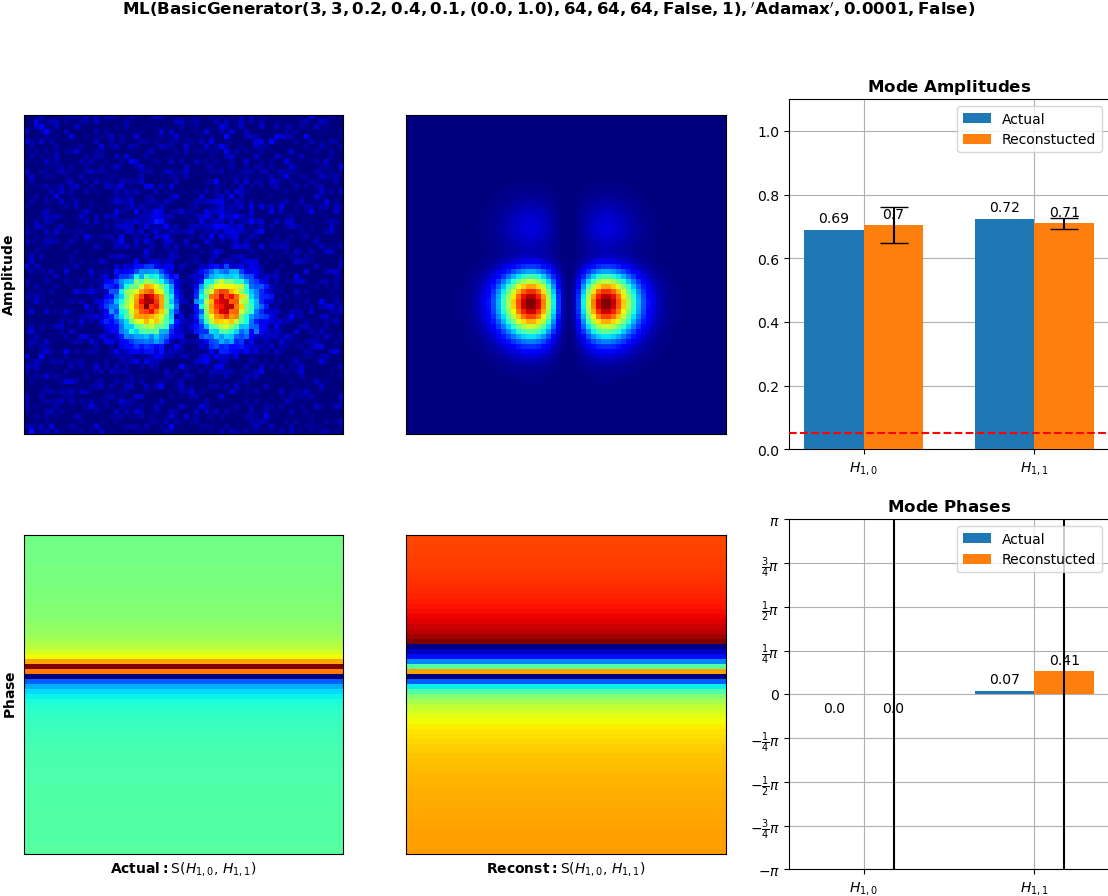 ML(BasicGenerator(3, 3, 0.2, 0.4, 0.1, (0.0, 1.0), 64, 64, 64, False, 1), ′Adamax′, 0.0001, False)
Mode Amplitudes
Actual
Reconstucted
1.0
0.8
0.6
0.4
0.2
0.0
0.69
0.7
0.72
0.71
H1,0
H1,1
Amplitude
Mode Phases
Actual
Reconstucted
π
3/4π
1/2π
1/4π
0
−1/4π
−1/2π
−3/4π
−π
0.0
0.0
0.07
0.41
H1,0
H1,1
Phase
Actual: S(H1,0, H1,1)
Reconst: S(H1,0, H1,1)